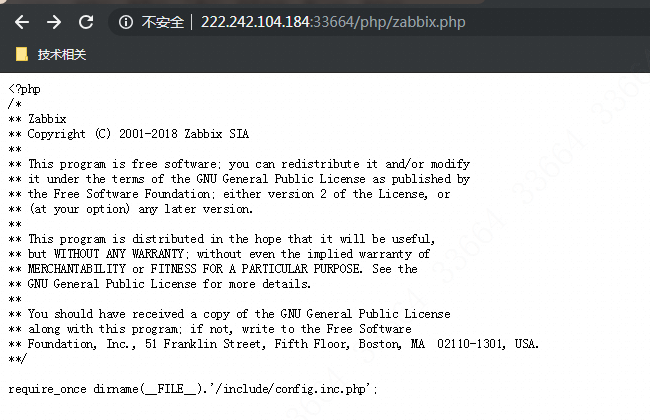 不安全 222.242.104.184:33664/php/zabbix.php
技术相关
<?php
/*
** Zabbix
** Copyright (C) 2001-2018 Zabbix SIA
**
** This program is free software; you can redistribute it and/or modify
** it under the terms of the GNU General Public License as published by
** the Free Software Foundation; either version 2 of the License, or
** (at your option) any later version.
**
** This program is distributed in the hope that it will be useful,
** but WITHOUT ANY WARRANTY; without even the implied warranty of
** MERCHANTABILITY or FITNESS FOR A PARTICULAR PURPOSE. See the
** GNU General Public License for more details.
**
** You should have received a copy of the GNU General Public License
** along with this program; if not, write to the Free Software
** Foundation, Inc., 51 Franklin Street, Fifth Floor, Boston, MA  02110-1301, USA.
**/
require_once dirname(__FILE__).'/include/config.inc.php';